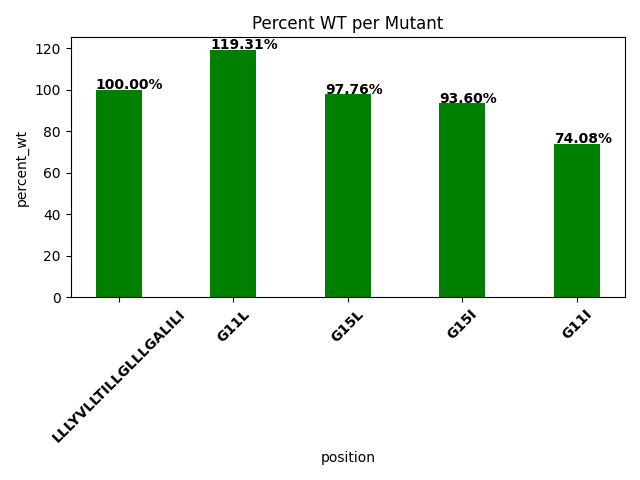 Percent WT per Mutant
percent_wt
120
100
80
60
40
20
0
100.00%
119.31%
97.76%
93.60%
74.08%
LLLYVLLTILLGLLLGALILI
G11L
G15L
G15I
G11I
position